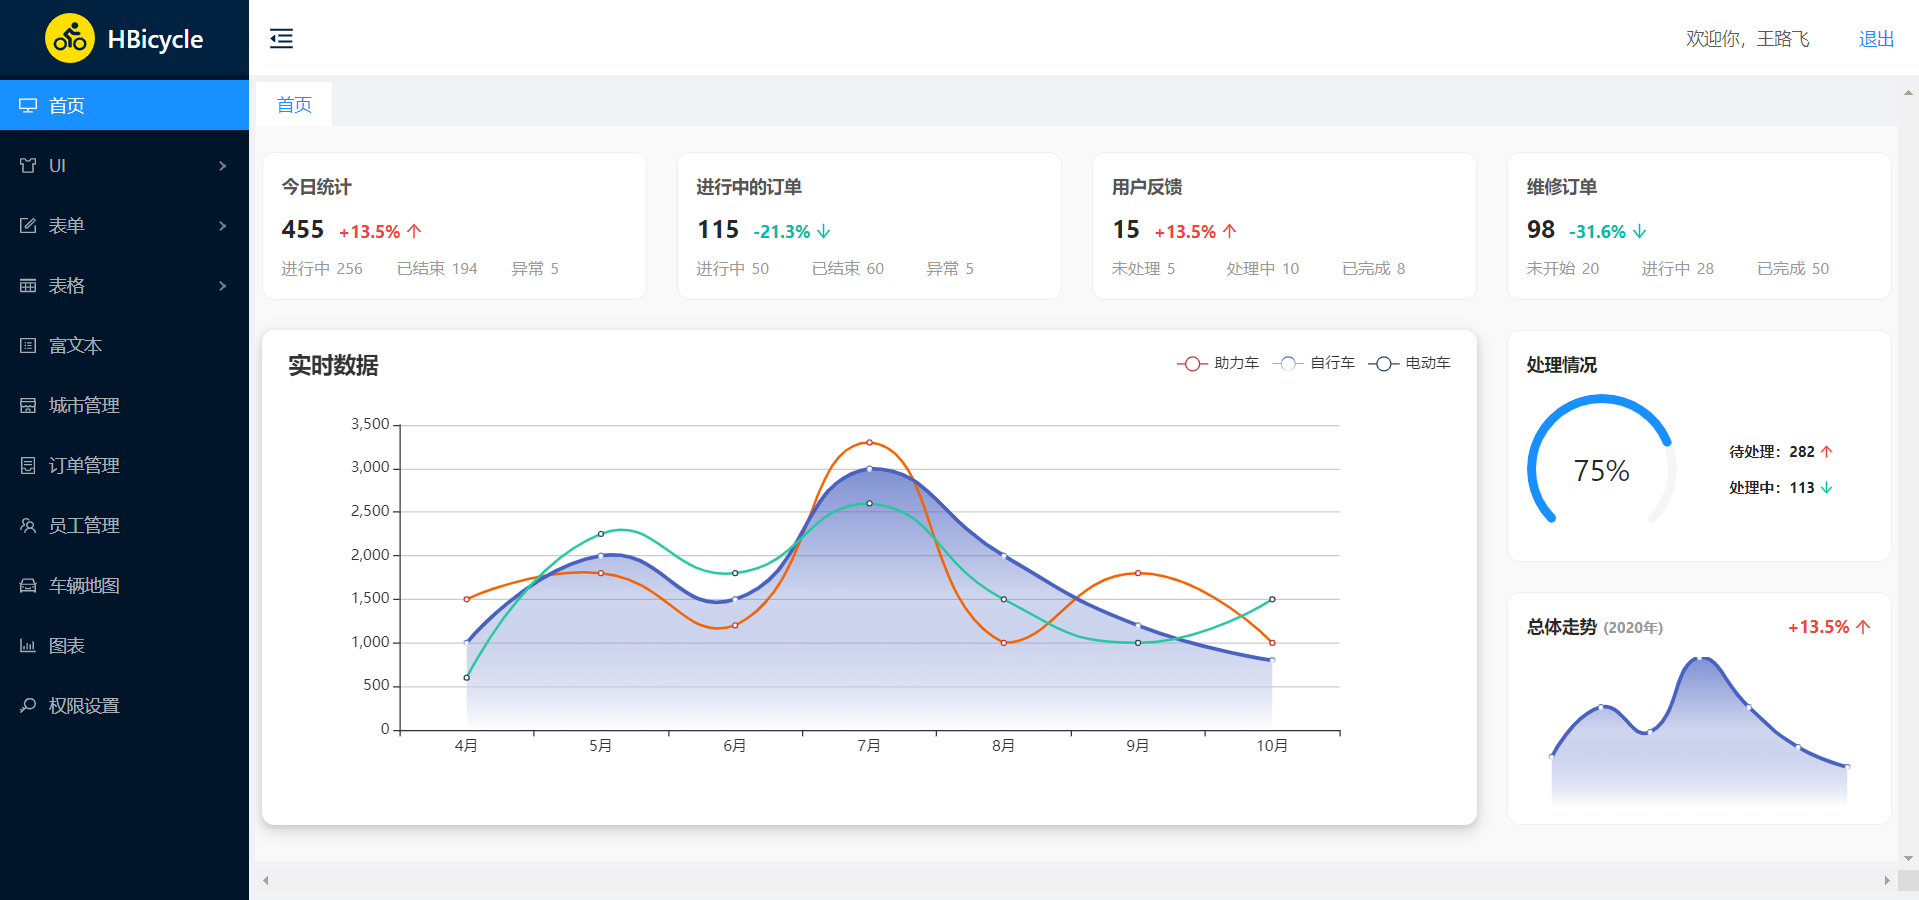 HBicycle
欢迎你，王路飞 退出
首页
UI
表单
表格
富文本
城市管理
订单管理
员工管理
车辆地图
图表
权限设置
首页
今日统计
455 +13.5%
进行中 256 已结束 194 异常 5
进行中的订单
115 -21.3%
进行中 50 已结束 60 异常 5
用户反馈
15 +13.5%
未处理 5 处理中 10 已完成 8
维修订单
98 -31.6%
未开始 20 进行中 28 已完成 50
实时数据
助力车 自行车 电动车
3,500
3,000
2,500
2,000
1,500
1,000
500
0
4月 5月 6月 7月 8月 9月 10月
处理情况
75%
待处理：282
处理中：113
总体走势 (2020年) +13.5%